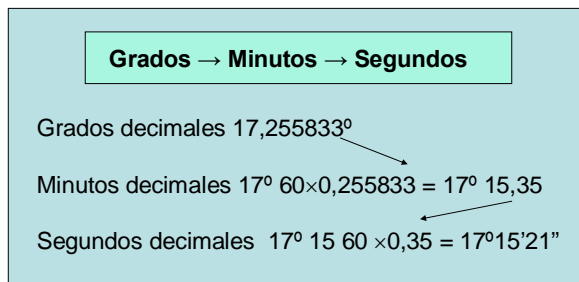 Grados → Minutos → Segundos
Grados decimales 17,255833º
Minutos decimales 17º 60×0,255833 = 17º 15,35
Segundos decimales 17º 15 60 ×0,35 = 17º15’21”